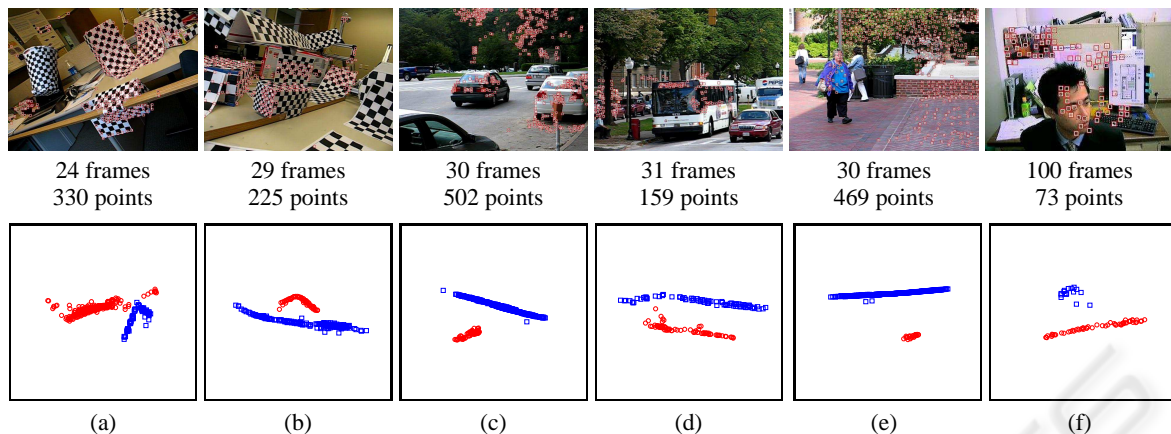 24 frames 29 frames 30 frames 31 frames 30 frames 100 frames
330 points 225 points 502 points 159 points 469 points 73 points
(a) (b) (c) (d) (e) (f)